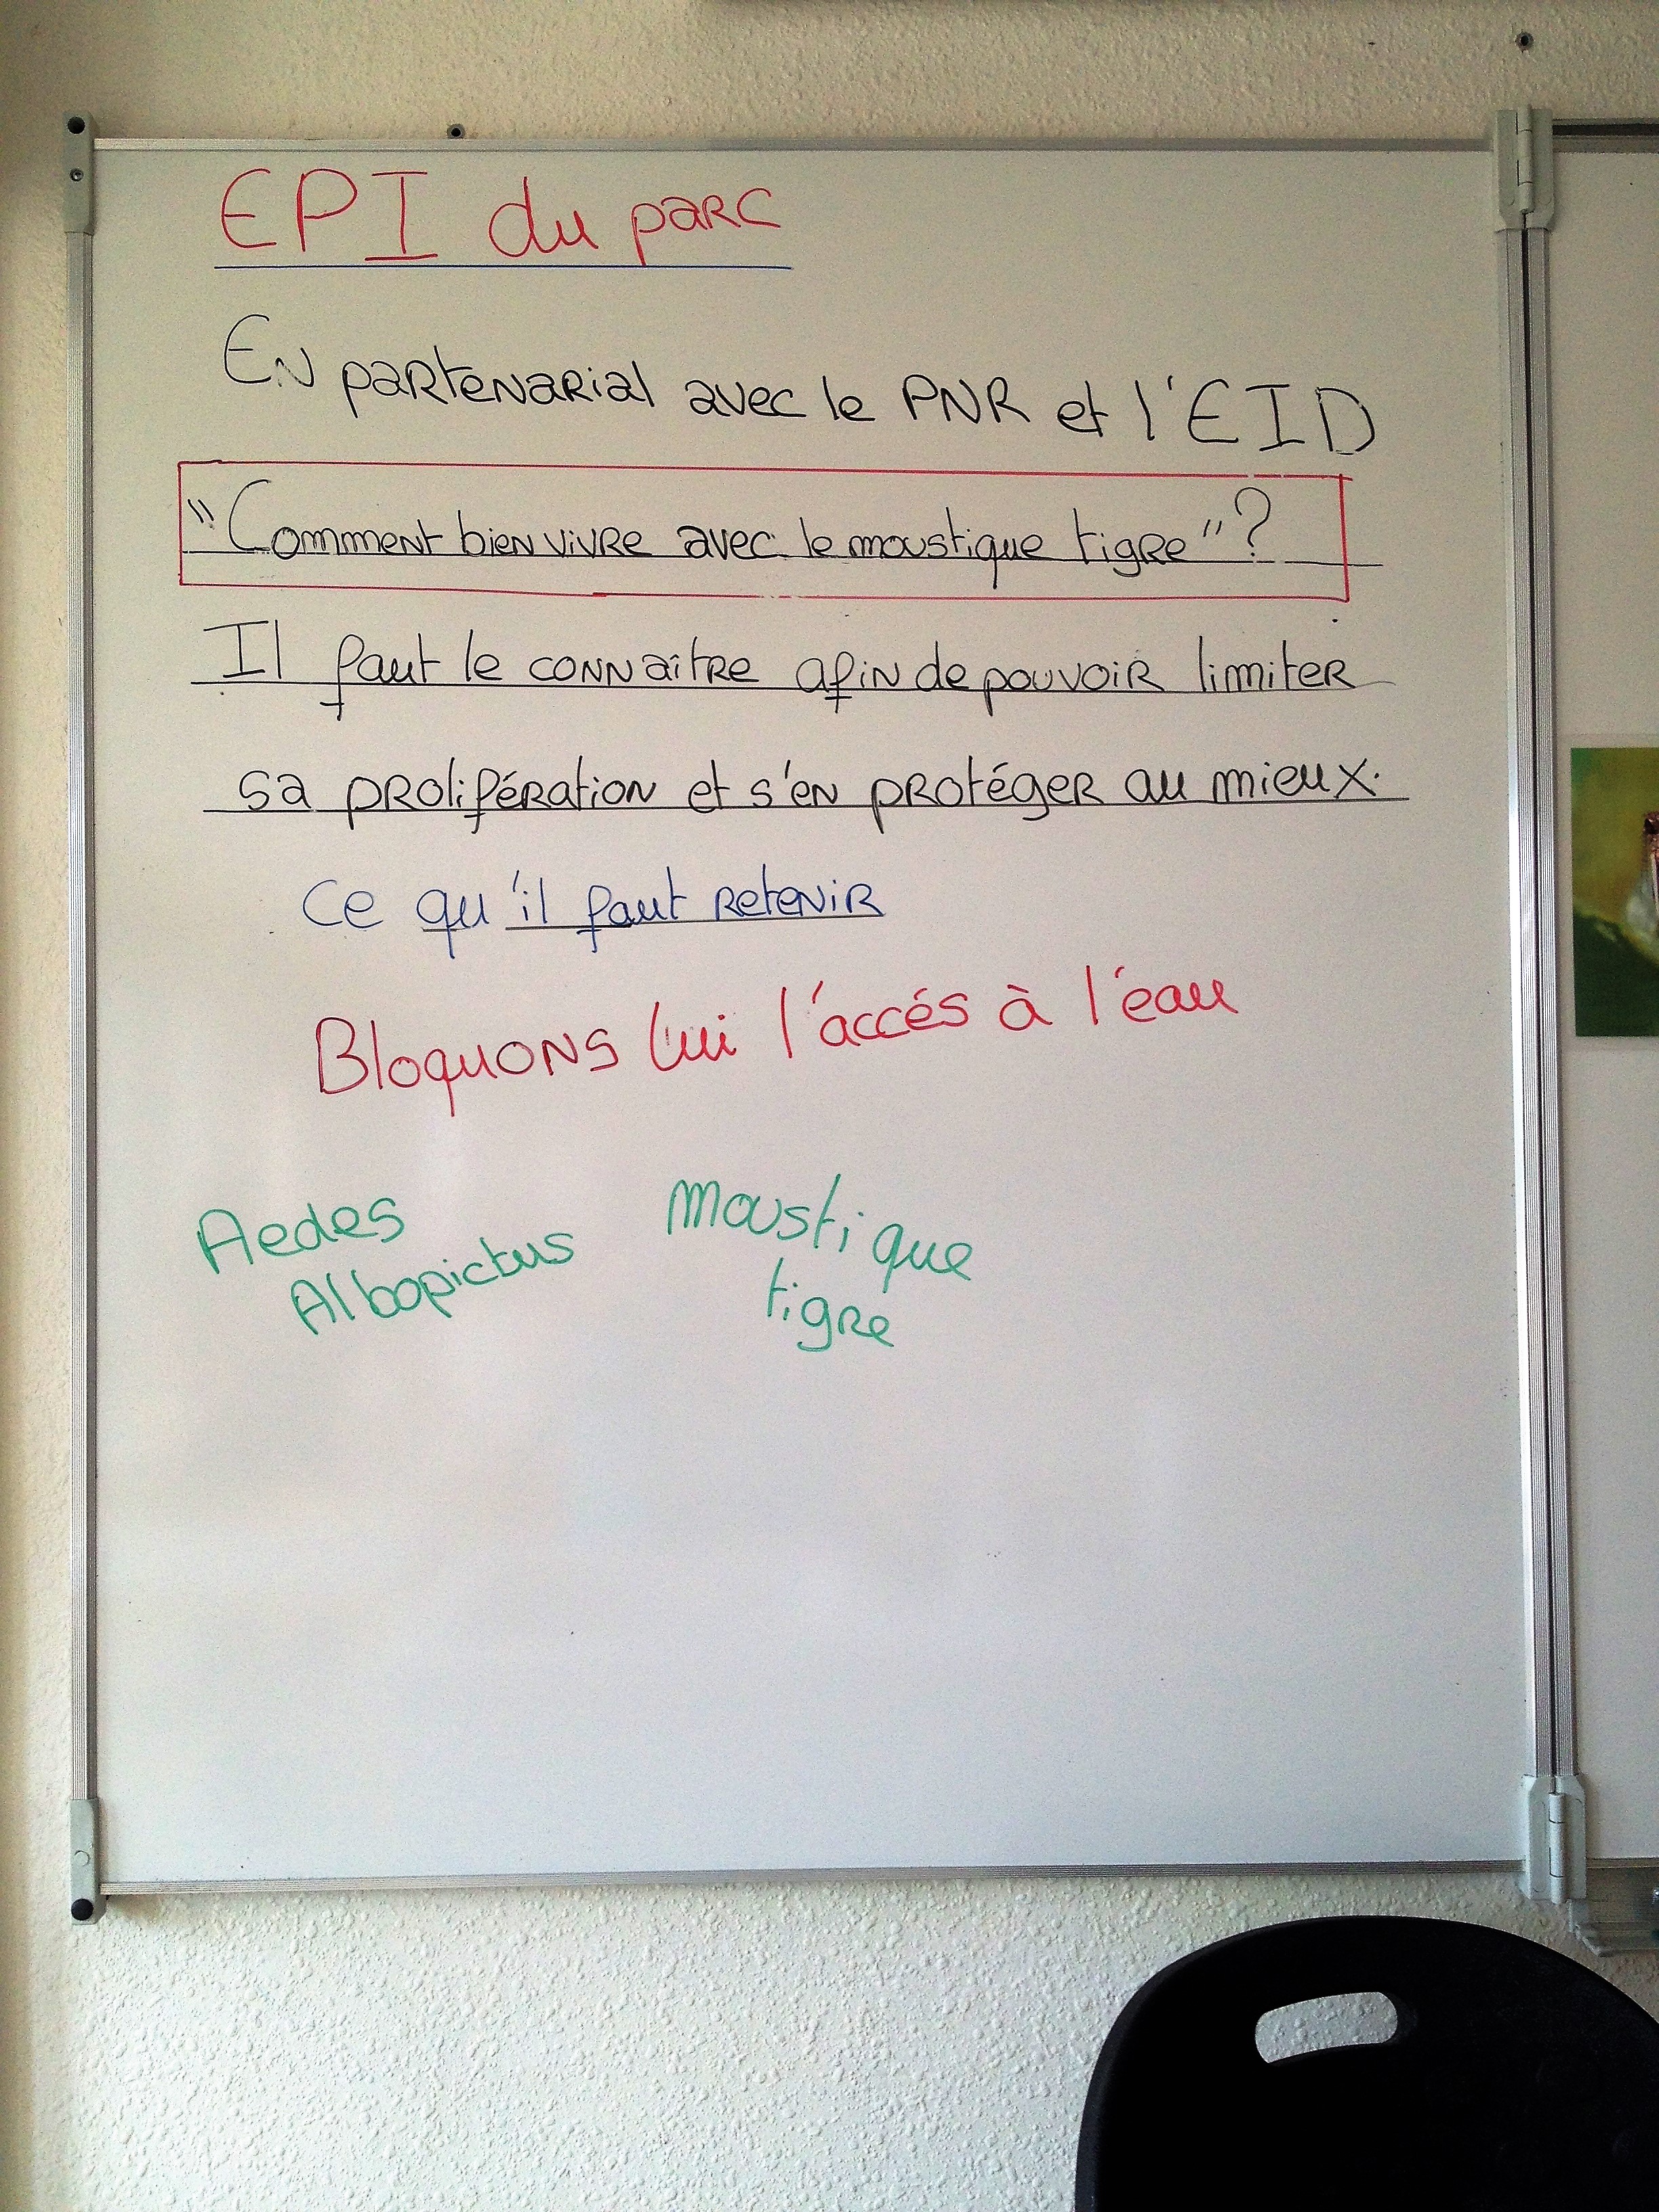 EPI du parc
En partenarial avec le PNR et l'EID
"Comment bien vivre avec le moustique tigre" ?
Il faut le connaître afin de pouvoir limiter
sa prolifération et s'en protéger au mieux.
Ce qu'il faut retenir
Bloquons lui l'accés à l'eau
Aedes
Albopictus
Moustique
tigre